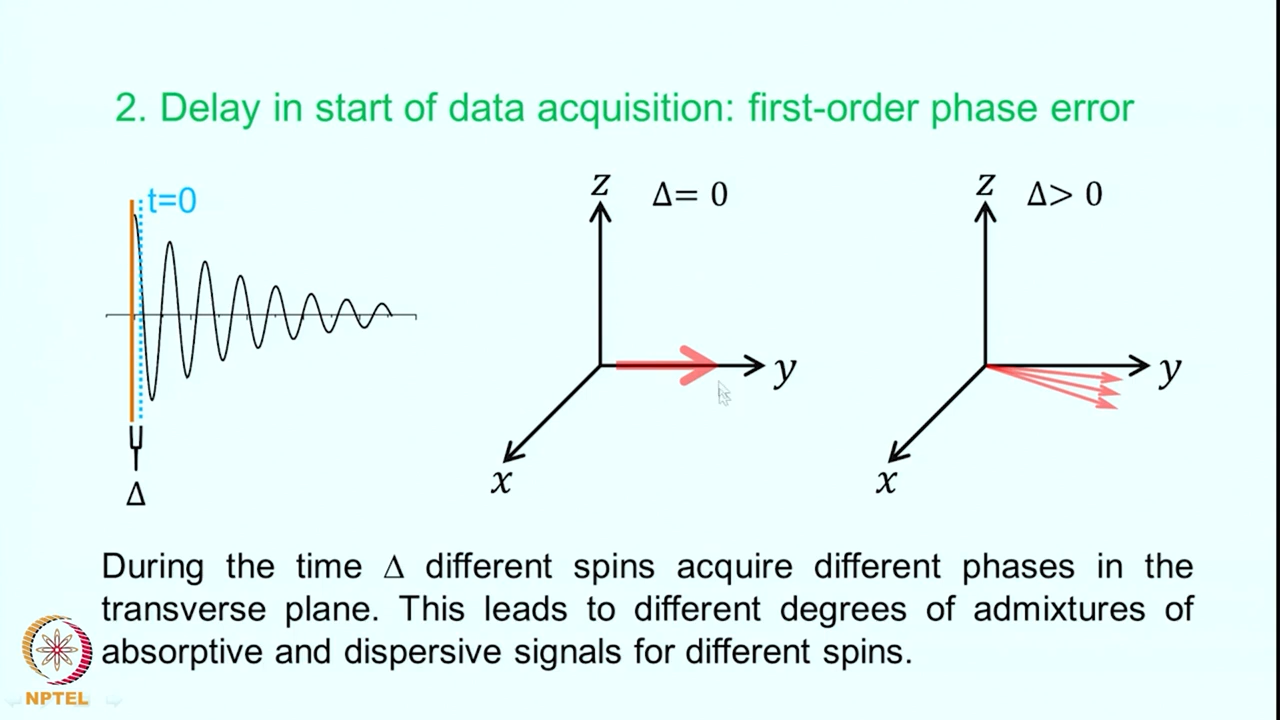 2. Delay in start of data acquisition: first-order phase error
t=0
Δ
z
Δ= 0
y
x
z
Δ> 0
y
x
During the time Δ different spins acquire different phases in the
transverse plane. This leads to different degrees of admixtures of
absorptive and dispersive signals for different spins.
NPTEL